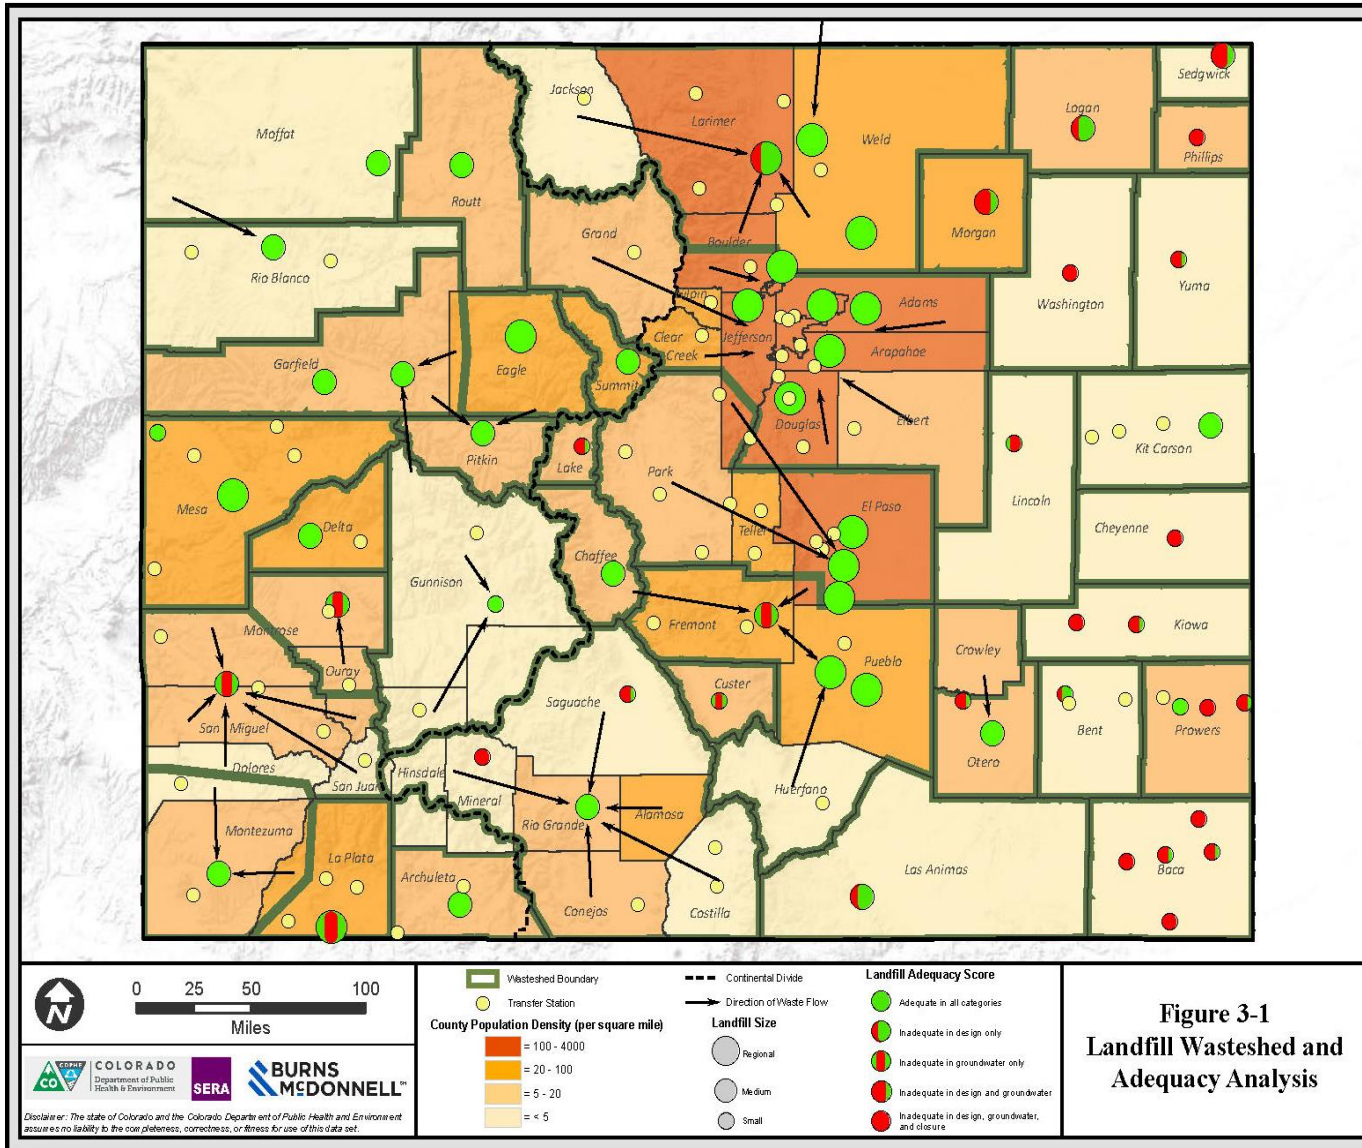 Jackson
Sedgwick
Moffat
Larimer
Logan
Weld
Phillips
Routt
Grand
Boulder
Morgan
Rio Blanco
Washington
Yuma
Adams
Clear
Creek
Jefferson
Arapahoe
Garfield
Eagle
Summit
Douglas
Elbert
Kit Carson
Pitkin
Lake
Park
Lincoln
Mesa
Delta
El Paso
Teller
Cheyenne
Chaffee
Gunnison
Fremont
Kiowa
Montrose
Crowley
Ouray
Pueblo
Custer
Saguache
San Miguel
Bent
Prowers
Otero
Dolores
San Juan
Hinsdale
Mineral
Huerfano
Rio Grande
Alamosa
Montezuma
La Plata
Archuleta
Las Animas
Baca
Conejos
Costilla
N
0 25 50 100
Miles
CO
CDPHE
COLORADO
Department of Public
Health & Environment
SERA
BURNS
McDONNELL
SM
Disclaimer: The state of Colorado and the Colorado Department of Public Health and Environment
assumes no liability to the completeness, correctness, or fitness for use of this data set.
Wasteshed Boundary
Transfer Station
County Population Density (per square mile)
= 100 - 4000
= 20 - 100
= 5 - 20
= < 5
Continental Divide
Direction of Waste Flow
Landfill Size
Regional
Medium
Small
Landfill Adequacy Score
Adequate in all categories
Inadequate in design only
Inadequate in groundwater only
Inadequate in design and groundwater
Inadequate in design, groundwater,
and closure
Figure 3-1
Landfill Wasteshed and
Adequacy Analysis